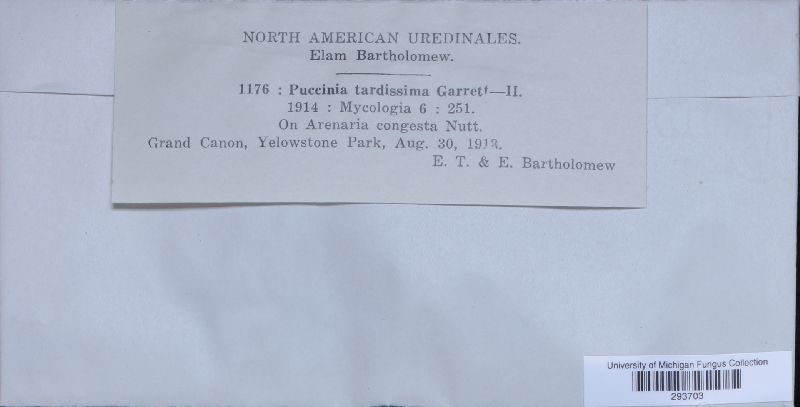 NORTH AMERICAN UREDINALES.
Elam Bartholomew.
1176 : Puccinia tardissima Garrett—II.
1914 : Mycologia 6 : 251.
On Arenaria congesta Nutt.
Grand Canon, Yelowstone Park, Aug. 30, 1913.
E. T. & E. Bartholomew
University of Michigan Fungus Collection
293703